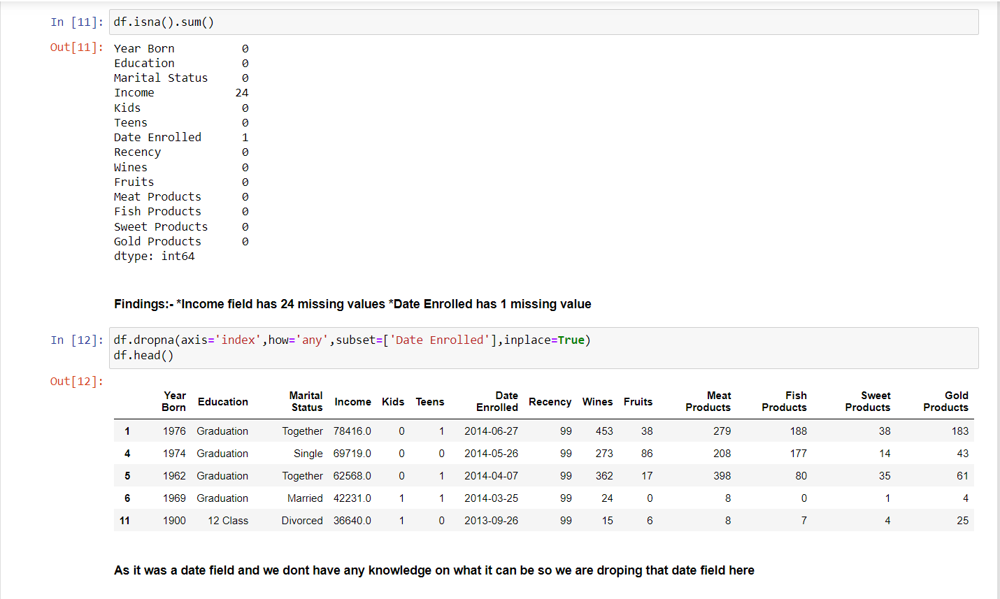 In [11]: df.isna().sum()
Out[11]: Year Born 0
Education 0
Marital Status 0
Income 24
Kids 0
Teens 0
Date Enrolled 1
Recency 0
Wines 0
Fruits 0
Meat Products 0
Fish Products 0
Sweet Products 0
Gold Products 0
dtype: int64
Findings:- *Income field has 24 missing values *Date Enrolled has 1 missing value
In [12]: df.dropna(axis='index',how='any',subset=['Date Enrolled'],inplace=True)
df.head()
Out[12]:
Year Born Education Marital Status Income Kids Teens Date Enrolled Recency Wines Fruits Meat Products Fish Products Sweet Products Gold Products
1 1976 Graduation Together 78416.0 0 1 2014-06-27 99 453 38 279 188 38 183
4 1974 Graduation Single 69719.0 0 0 2014-05-26 99 273 86 208 177 14 43
5 1962 Graduation Together 62568.0 0 1 2014-04-07 99 362 17 398 80 35 61
6 1969 Graduation Married 42231.0 1 1 2014-03-25 99 24 0 8 0 1 4
11 1900 12 Class Divorced 36640.0 1 0 2013-09-26 99 15 6 8 7 4 25
As it was a date field and we dont have any knowledge on what it can be so we are droping that date field here